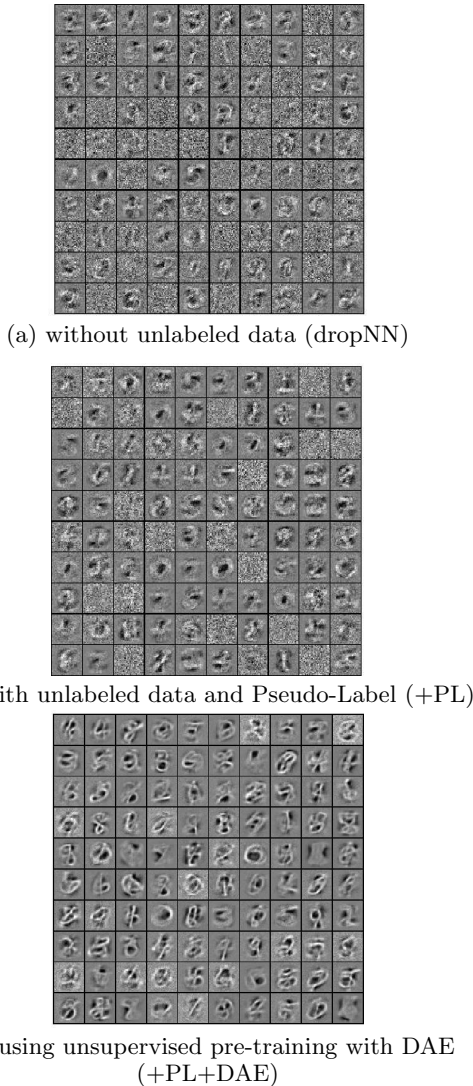 (a) without unlabeled data (dropNN)
ith unlabeled data and Pseudo-Label (+PL)
using unsupervised pre-training with DAE
(+PL+DAE)